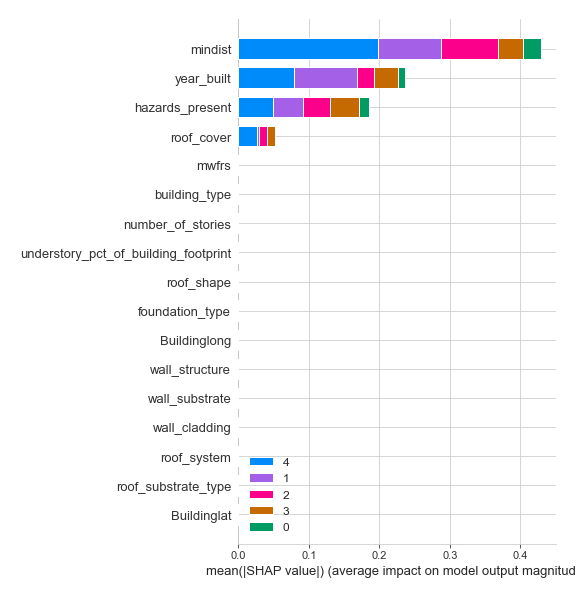 mindist
year_built
hazards_present
roof_cover
mwfrs
building_type
number_of_stories
understory_pct_of_building_footprint
roof_shape
foundation_type
Buildinglong
wall_structure
wall_substrate
wall_cladding
roof_system
roof_substrate_type
Buildinglat
4
1
2
3
0
0.0 0.1 0.2 0.3 0.4
mean(|SHAP value|) (average impact on model output magnitud